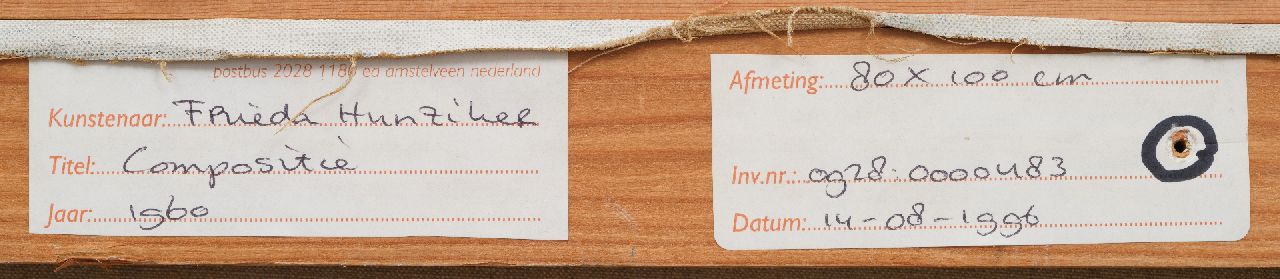 postbus 2028 1180 ea amstelveen nederland
Kunstenaar: Frieda Hunziker
Titel: Compositie
Jaar: 1960
Afmeting: 80 X 100 cm
Inv.nr.: og28.0000483
Datum: 14-08-1996